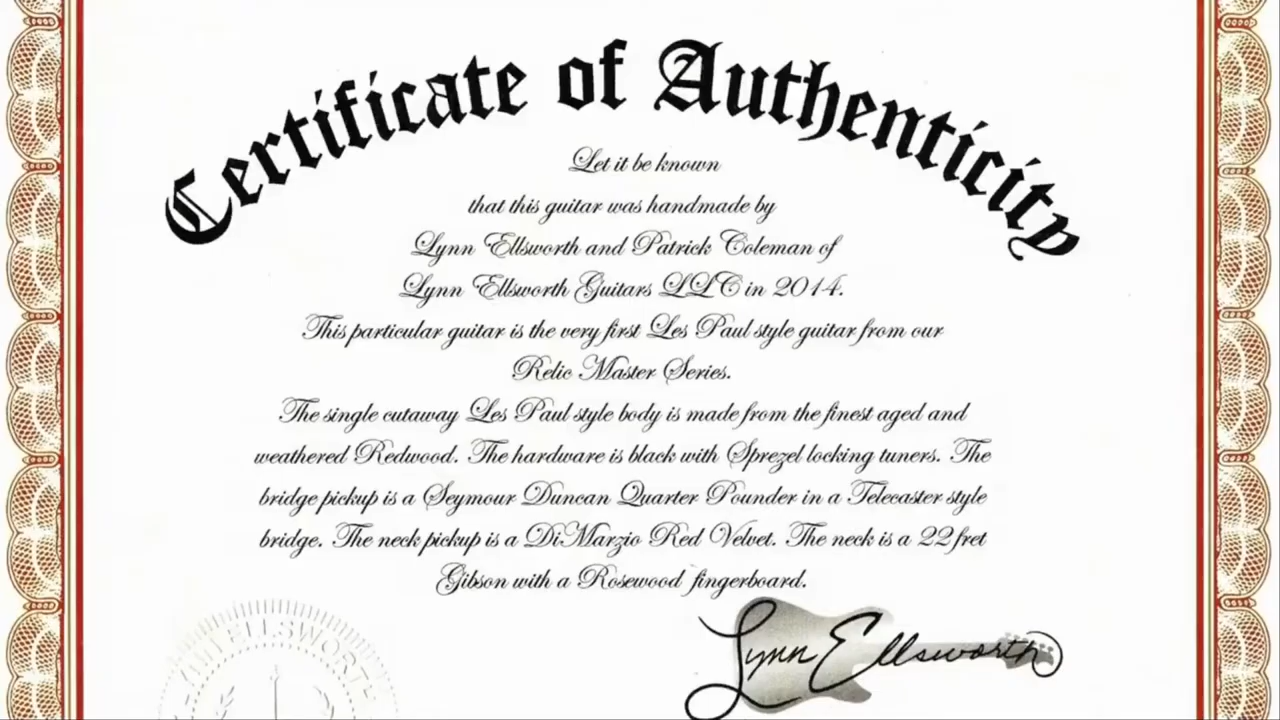 Certificate of Authenticity
Let it be known
that this guitar was handmade by
Lynn Ellsworth and Patrick Coleman of
Lynn Ellsworth Guitars LLC in 2014.
This particular guitar is the very first Les Paul style guitar from our
Relic Master Series.
The single cutaway Les Paul style body is made from the finest aged and
weathered Redwood. The hardware is black with Sprezel locking tuners. The
bridge pickup is a Seymour Duncan Quarter Pounder in a Telecaster style
bridge. The neck pickup is a DiMarzio Red Velvet. The neck is a 22 fret
Gibson with a Rosewood fingerboard.
Lynn Ellsworth
ELLSWORTH